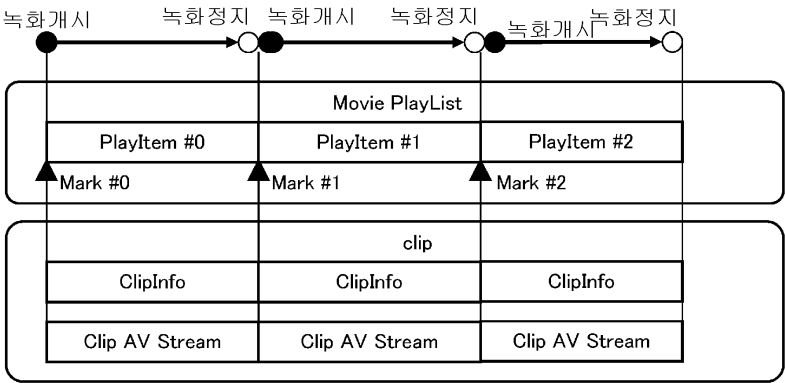 녹화개시 녹화정지 녹화개시 녹화정지 녹화개시 녹화정지
Movie PlayList
PlayItem #0 PlayItem #1 PlayItem #2
Mark #0 Mark #1 Mark #2
clip
ClipInfo ClipInfo ClipInfo
Clip AV Stream Clip AV Stream Clip AV Stream